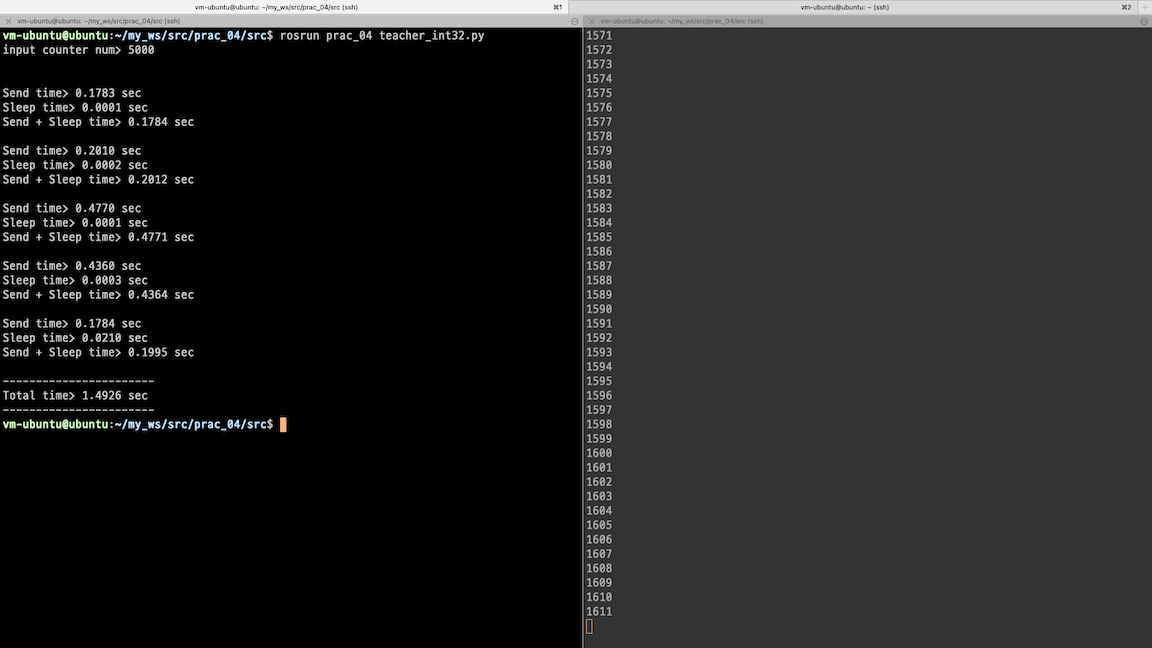 vm-ubuntu@ubuntu: ~/my_ws/src/prac_04/src (ssh)
⌘1
vm-ubuntu@ubuntu: ~ (ssh)
⌘2
vm-ubuntu@ubuntu: ~/my_ws/src/prac_04/src (ssh)
vm-ubuntu@ubuntu: ~/my_ws/src/prac_04/src (ssh)
vm-ubuntu@ubuntu:~/my_ws/src/prac_04/src$ rosrun prac_04 teacher_int32.py
input counter num> 5000
Send time> 0.1783 sec
Sleep time> 0.0001 sec
Send + Sleep time> 0.1784 sec
Send time> 0.2010 sec
Sleep time> 0.0002 sec
Send + Sleep time> 0.2012 sec
Send time> 0.4770 sec
Sleep time> 0.0001 sec
Send + Sleep time> 0.4771 sec
Send time> 0.4360 sec
Sleep time> 0.0003 sec
Send + Sleep time> 0.4364 sec
Send time> 0.1784 sec
Sleep time> 0.0210 sec
Send + Sleep time> 0.1995 sec
-----------------------
Total time> 1.4926 sec
-----------------------
vm-ubuntu@ubuntu:~/my_ws/src/prac_04/src$
1571
1572
1573
1574
1575
1576
1577
1578
1579
1580
1581
1582
1583
1584
1585
1586
1587
1588
1589
1590
1591
1592
1593
1594
1595
1596
1597
1598
1599
1600
1601
1602
1603
1604
1605
1606
1607
1608
1609
1610
1611